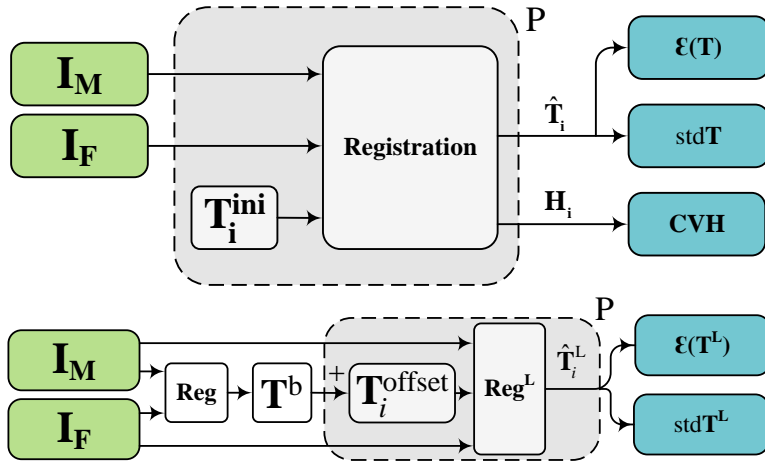 P
I_M
Ɛ(T)
I_F
T̂_i
stdT
Registration
T_i^ini
H_i
CVH
P
I_M
Ɛ(T^L)
T̂_i^L
Reg
T^b
+
T_i^offset
Reg^L
I_F
stdT^L